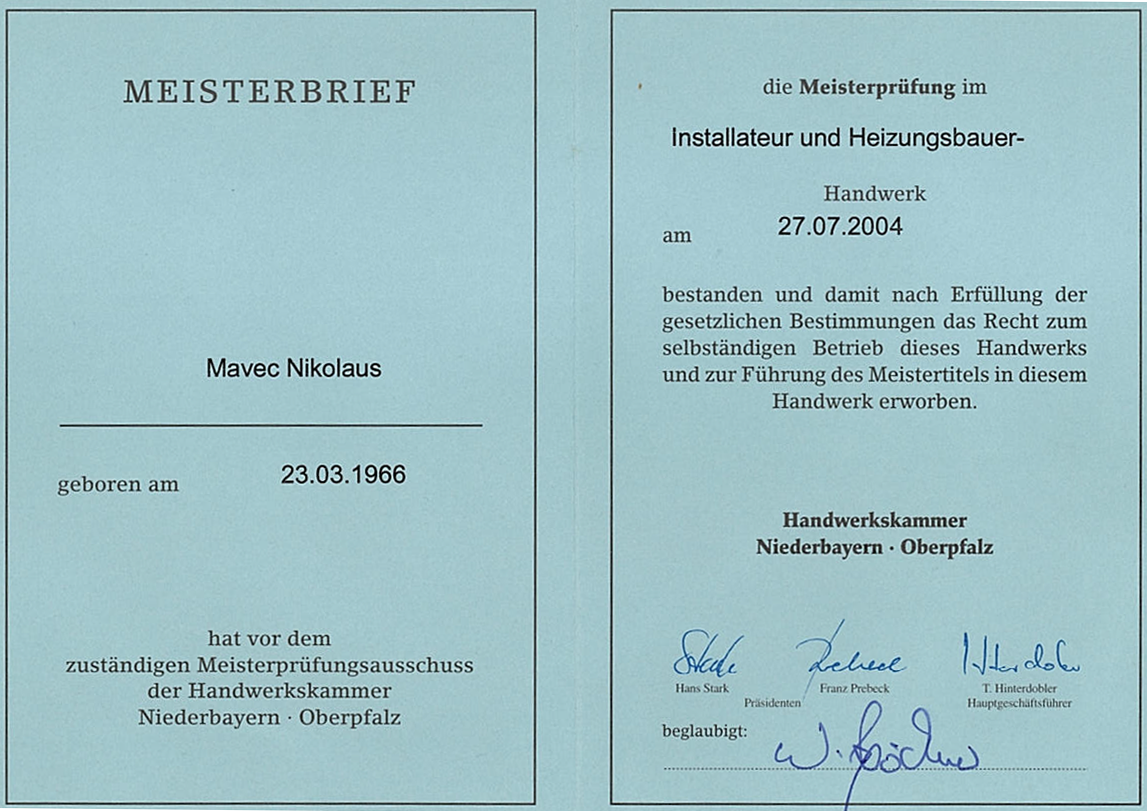 MEISTERBRIEF
Mavec Nikolaus
geboren am 23.03.1966
hat vor dem
zuständigen Meisterprüfungsausschuss
der Handwerkskammer
Niederbayern · Oberpfalz
die Meisterprüfung im
Installateur und Heizungsbauer-
Handwerk
am 27.07.2004
bestanden und damit nach Erfüllung der
gesetzlichen Bestimmungen das Recht zum
selbständigen Betrieb dieses Handwerks
und zur Führung des Meistertitels in diesem
Handwerk erworben.
Handwerkskammer
Niederbayern · Oberpfalz
Stark Prebeck Hinterdobler
Hans Stark Franz Prebeck T. Hinterdobler
Präsidenten Hauptgeschäftsführer
beglaubigt: W.